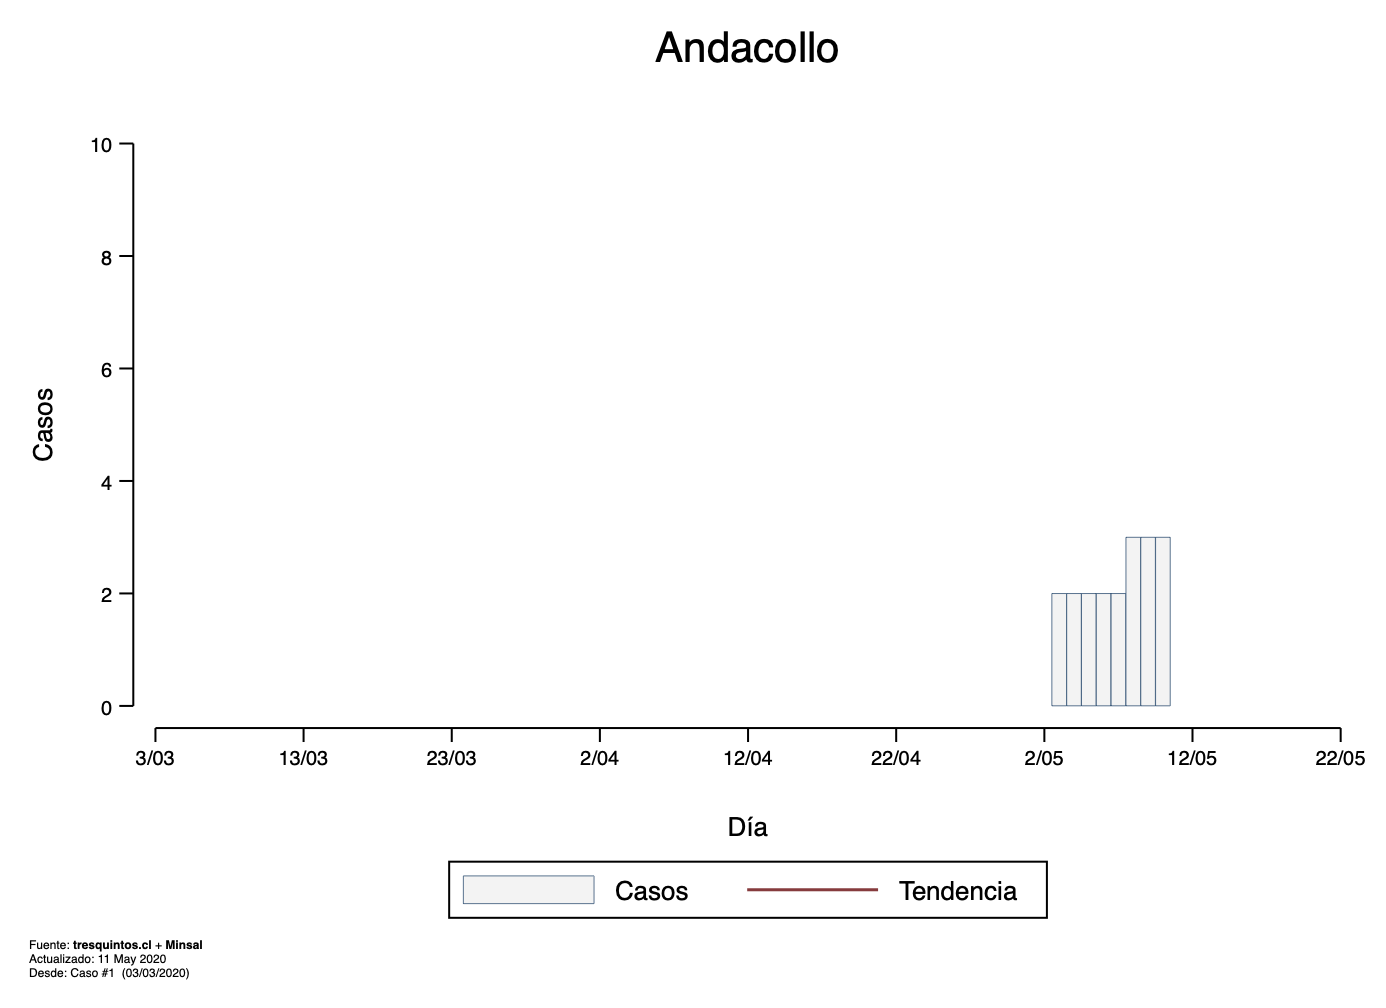 Andacollo
10
8
6
4
2
0
Casos
3/03 13/03 23/03 2/04 12/04 22/04 2/05 12/05 22/05
Día
Casos Tendencia
Fuente: tresquintos.cl + Minsal
Actualizado: 11 May 2020
Desde: Caso #1 (03/03/2020)